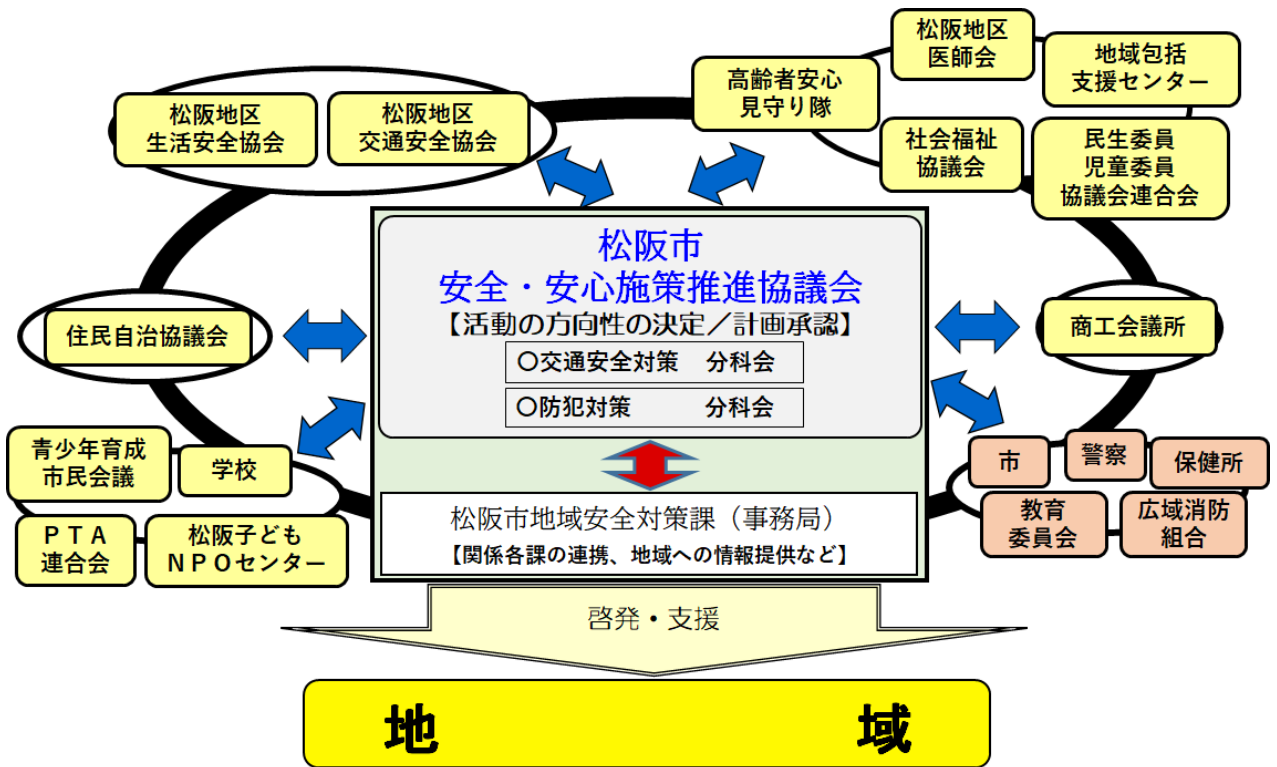 松阪地区
生活安全協会
松阪地区
交通安全協会
高齢者安心
見守り隊
松阪地区
医師会
地域包括
支援センター
社会福祉
協議会
民生委員
児童委員
協議会連合会
松阪市
安全・安心施策推進協議会
【活動の方向性の決定／計画承認】
〇交通安全対策　分科会
〇防犯対策　　　分科会
住民自治協議会
商工会議所
青少年育成
市民会議
学校
ＰＴＡ
連合会
松阪子ども
ＮＰＯセンター
市
警察
保健所
教育
委員会
広域消防
組合
松阪市地域安全対策課（事務局）
【関係各課の連携、地域への情報提供など】
啓発・支援
地　域